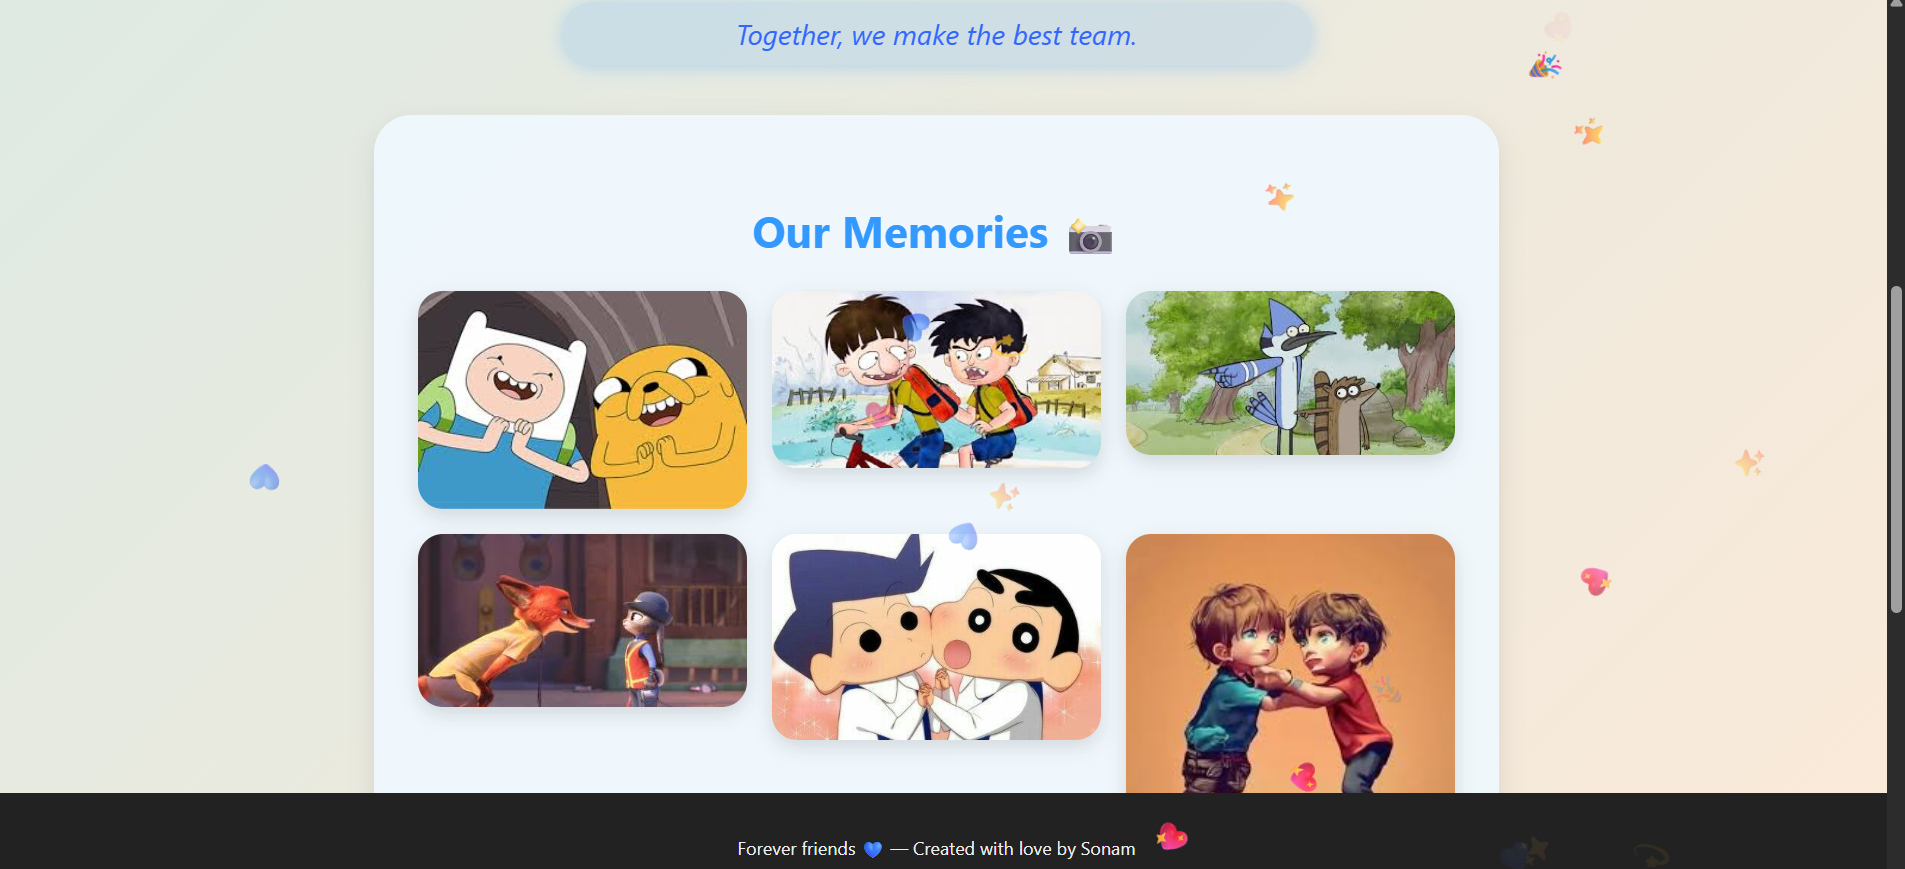 Together, we make the best team.
Our Memories 📸
Forever friends 💙 — Created with love by Sonam